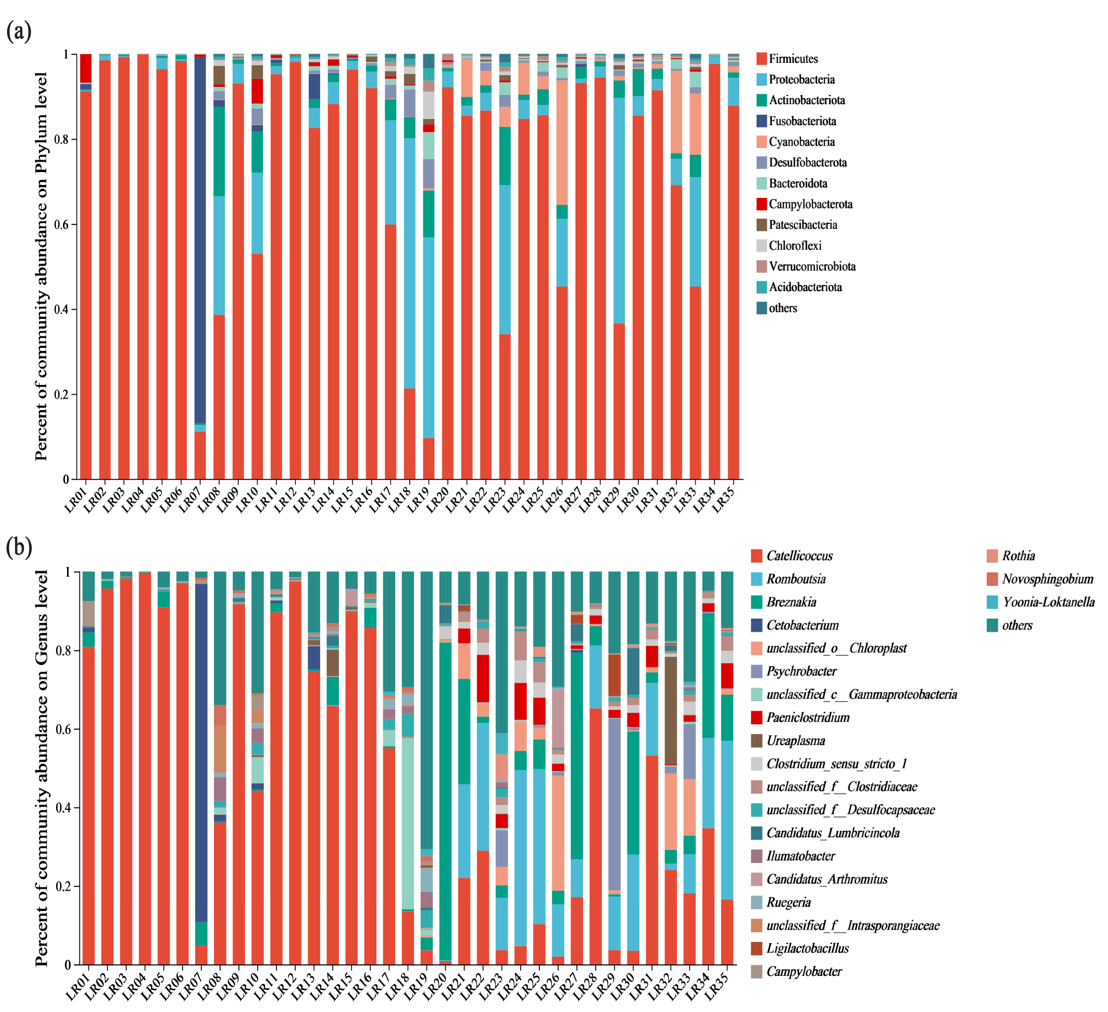 (a)
Percent of community abundance on Phylum level
1
0.8
0.6
0.4
0.2
0
LR01 LR02 LR03 LR04 LR05 LR06 LR07 LR08 LR09 LR10 LR11 LR12 LR13 LR14 LR15 LR16 LR17 LR18 LR19 LR20 LR21 LR22 LR23 LR24 LR25 LR26 LR27 LR28 LR29 LR30 LR31 LR32 LR33 LR34 LR35
Firmicutes
Proteobacteria
Actinobacteriota
Fusobacteriota
Cyanobacteria
Desulfobacterota
Bacteroidota
Campylobacterota
Patescibacteria
Chloroflexi
Verrucomicrobiota
Acidobacteriota
others
(b)
Percent of community abundance on Genus level
1
0.8
0.6
0.4
0.2
0
LR01 LR02 LR03 LR04 LR05 LR06 LR07 LR08 LR09 LR10 LR11 LR12 LR13 LR14 LR15 LR16 LR17 LR18 LR19 LR20 LR21 LR22 LR23 LR24 LR25 LR26 LR27 LR28 LR29 LR30 LR31 LR32 LR33 LR34 LR35
Catellicoccus
Romboutsia
Breznakia
Cetobacterium
unclassified_o__Chloroplast
Psychrobacter
unclassified_c__Gammaproteobacteria
Paeniclostridium
Ureaplasma
Clostridium_sensu_stricto_1
unclassified_f__Clostridiaceae
unclassified_f__Desulfocapsaceae
Candidatus_Lumbricincola
Ilumatobacter
Candidatus_Arthromitus
Ruegeria
unclassified_f__Intrasporangiaceae
Ligilactobacillus
Campylobacter
Rothia
Novosphingobium
Yoonia-Loktanella
others